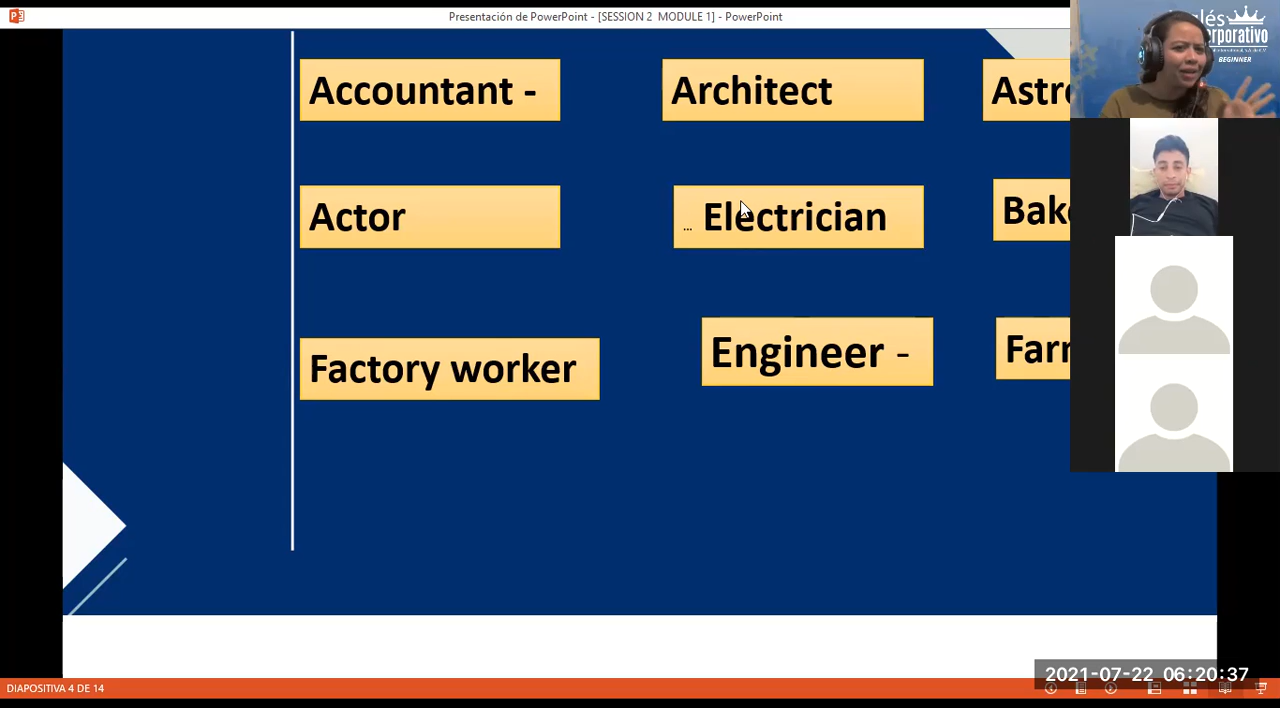 Presentación de PowerPoint - [SESSION 2 MODULE 1] - PowerPoint
BEGINNER
Accountant -
Architect
Actor
... Electrician
Factory worker
Engineer -
2021-07-22 06:20:37
DIAPOSITIVA 4 DE 14